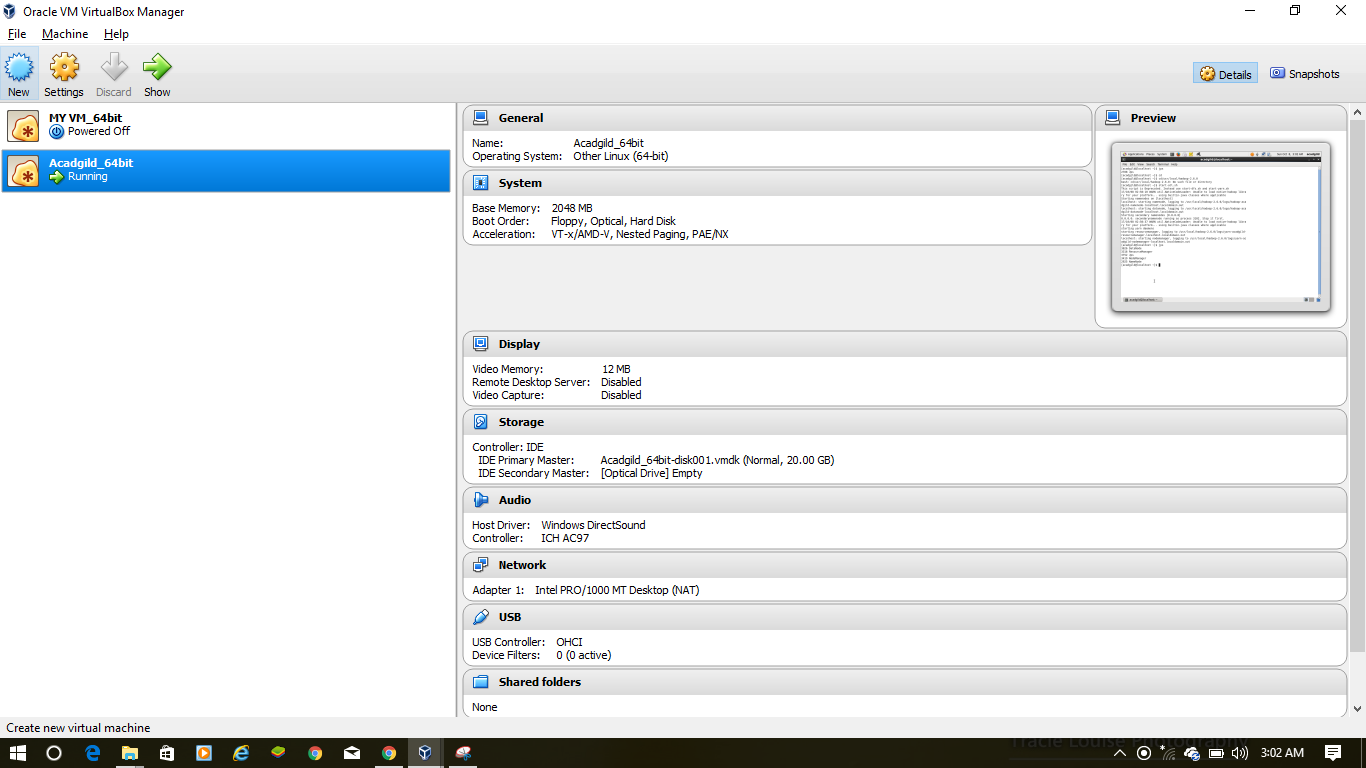 Oracle VM VirtualBox Manager
File Machine Help
New Settings Discard Show
Details Snapshots
MY VM_64bit
Powered Off
Acadgild_64bit
Running
General
Name: Acadgild_64bit
Operating System: Other Linux (64-bit)
System
Base Memory: 2048 MB
Boot Order: Floppy, Optical, Hard Disk
Acceleration: VT-x/AMD-V, Nested Paging, PAE/NX
Preview
Display
Video Memory: 12 MB
Remote Desktop Server: Disabled
Video Capture: Disabled
Storage
Controller: IDE
IDE Primary Master: Acadgild_64bit-disk001.vmdk (Normal, 20.00 GB)
IDE Secondary Master: [Optical Drive] Empty
Audio
Host Driver: Windows DirectSound
Controller: ICH AC97
Network
Adapter 1: Intel PRO/1000 MT Desktop (NAT)
USB
USB Controller: OHCI
Device Filters: 0 (0 active)
Shared folders
None
Create new virtual machine
Tracie Louise Photography
3:02 AM